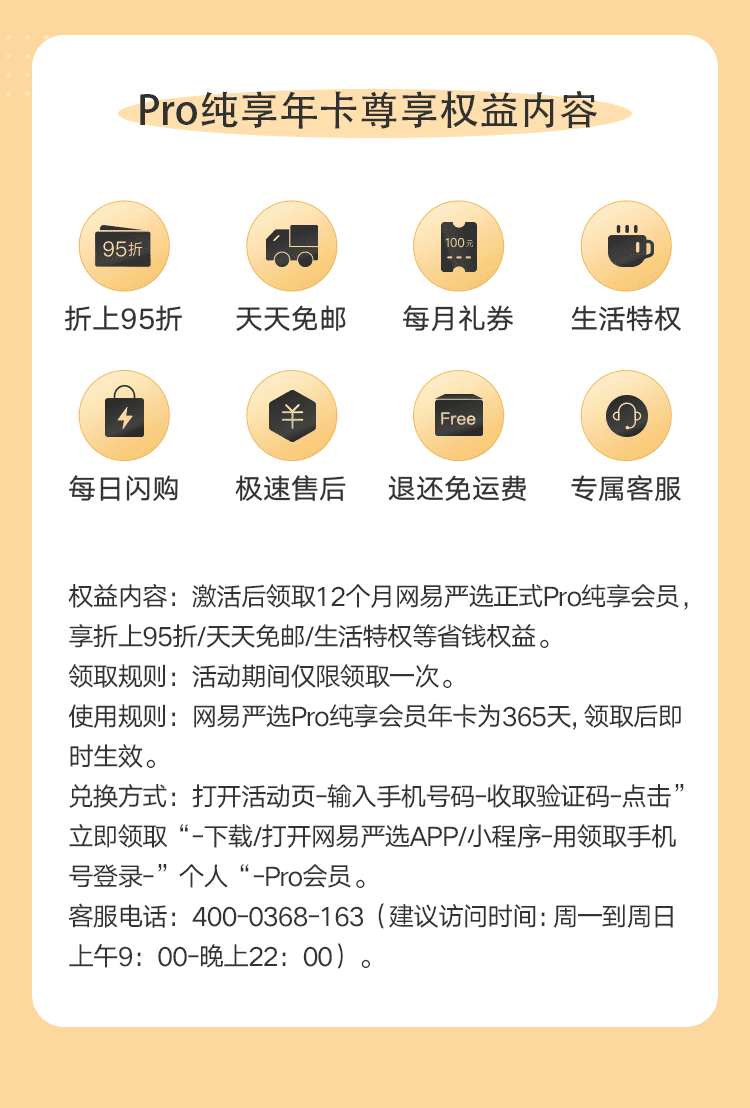 Pro纯享年卡尊享权益内容
95折
100元
折上95折
天天免邮
每月礼券
生活特权
Free
每日闪购
极速售后
退还免运费
专属客服
权益内容：激活后领取12个月网易严选正式Pro纯享会员，
享折上95折/天天免邮/生活特权等省钱权益。
领取规则：活动期间仅限领取一次。
使用规则：网易严选Pro纯享会员年卡为365天, 领取后即
时生效。
兑换方式：打开活动页-输入手机号码-收取验证码-点击”
立即领取“-下载/打开网易严选APP/小程序-用领取手机
号登录-”个人“-Pro会员。
客服电话：400-0368-163（建议访问时间: 周一到周日
上午9：00-晚上22：00）。